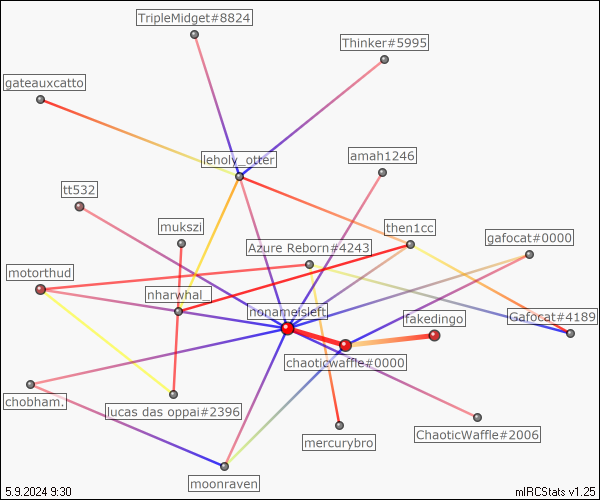 TripleMidget#8824
Thinker#5995
gateauxcatto
leholy_otter
amah1246
tt532
mukszi
then1cc
Azure Reborn#4243
gafocat#0000
motorthud
nharwhal_
nonameisleft
fakedingo
Gafocat#4189
chaoticwaffle#0000
chobham.
lucas das oppai#2396
mercurybro
ChaoticWaffle#2006
moonraven
5.9.2024 9:30
mIRCStats v1.25